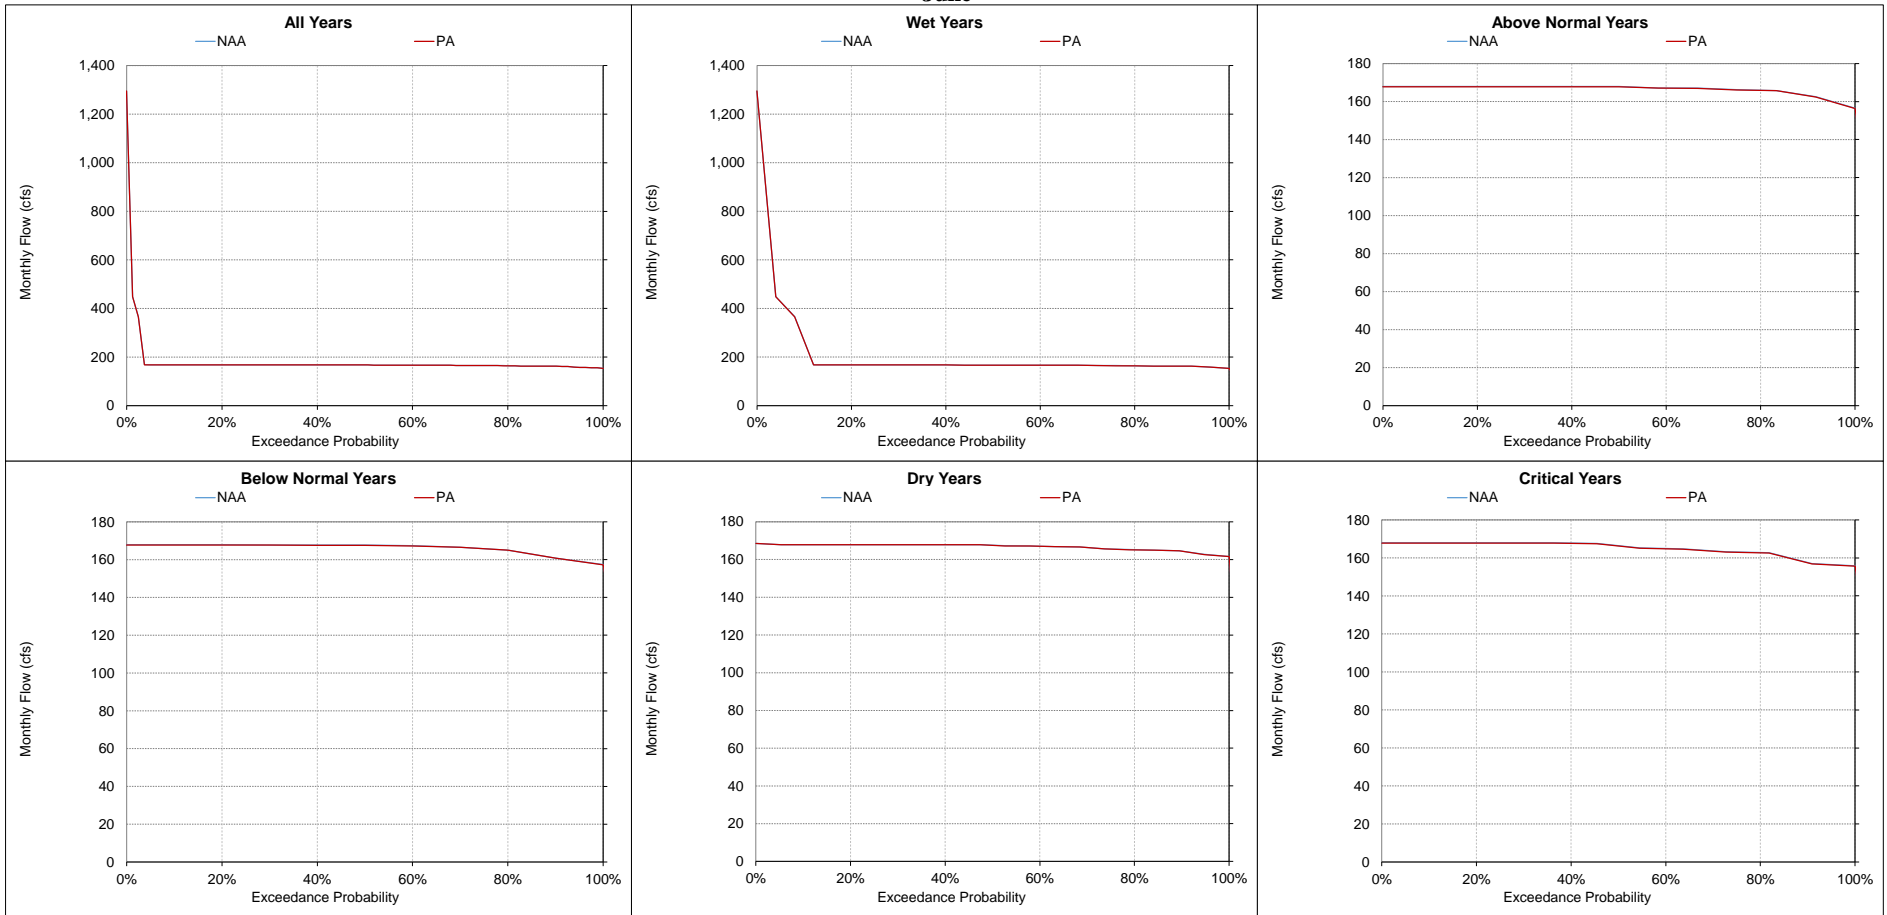 All Years
NAA PA
1,400
1,200
1,000
800
600
400
200
0
0% 20% 40% 60% 80% 100%
Monthly Flow (cfs)
Exceedance Probability
Wet Years
NAA PA
1,400
1,200
1,000
800
600
400
200
0
0% 20% 40% 60% 80% 100%
Monthly Flow (cfs)
Exceedance Probability
Above Normal Years
NAA PA
180
160
140
120
100
80
60
40
20
0
0% 20% 40% 60% 80% 100%
Monthly Flow (cfs)
Exceedance Probability
Below Normal Years
NAA PA
180
160
140
120
100
80
60
40
20
0
0% 20% 40% 60% 80% 100%
Monthly Flow (cfs)
Exceedance Probability
Dry Years
NAA PA
180
160
140
120
100
80
60
40
20
0
0% 20% 40% 60% 80% 100%
Monthly Flow (cfs)
Exceedance Probability
Critical Years
NAA PA
180
160
140
120
100
80
60
40
20
0
0% 20% 40% 60% 80% 100%
Monthly Flow (cfs)
Exceedance Probability